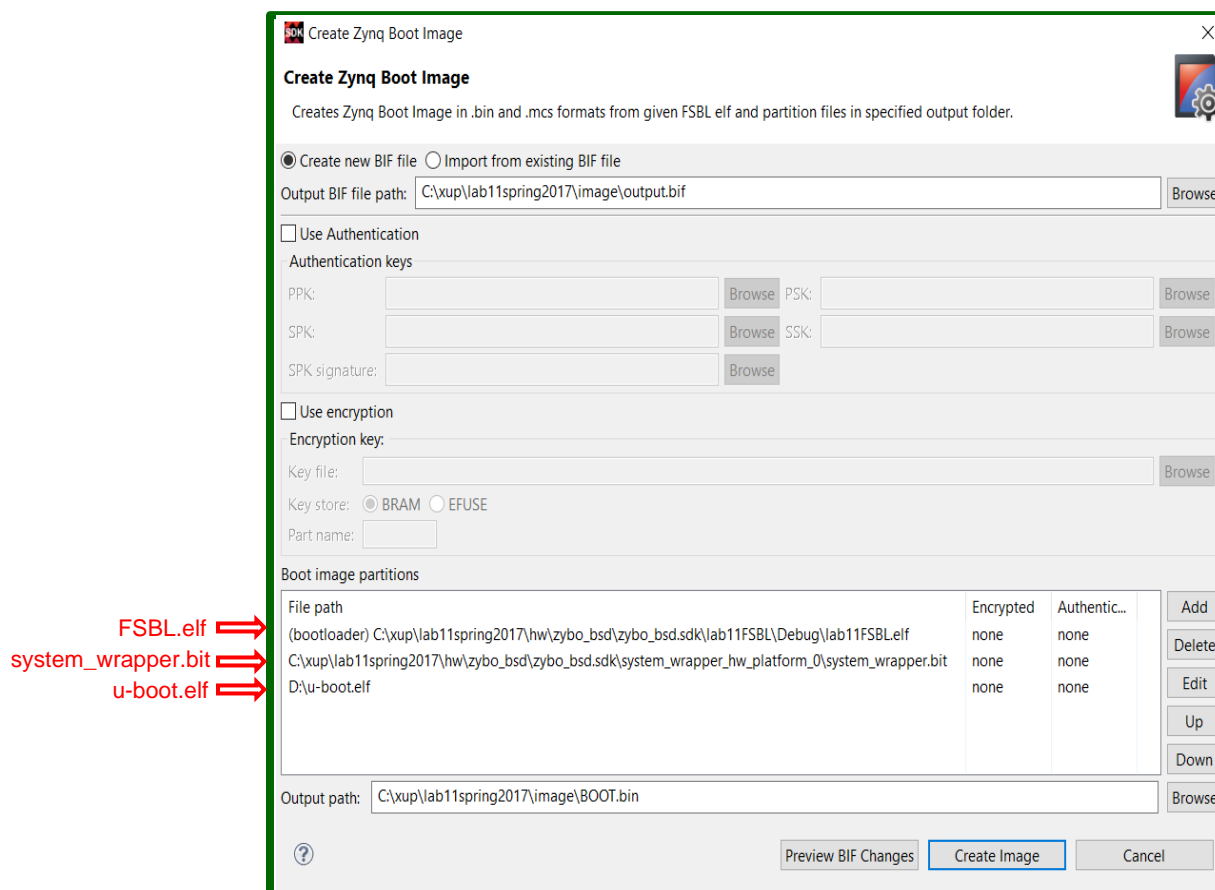 SDK Create Zynq Boot Image
Create Zynq Boot Image
Creates Zynq Boot Image in .bin and .mcs formats from given FSBL elf and partition files in specified output folder.
Create new BIF file Import from existing BIF file
Output BIF file path: C:\xup\lab11spring2017\image\output.bif Browse
Use Authentication
Authentication keys
PPK: Browse PSK: Browse
SPK: Browse SSK: Browse
SPK signature: Browse
Use encryption
Encryption key:
Key file: Browse
Key store: BRAM EFUSE
Part name:
Boot image partitions
File path Encrypted Authentic... Add
FSBL.elf (bootloader) C:\xup\lab11spring2017\hw\zybo_bsd\zybo_bsd.sdk\lab11FSBL\Debug\lab11FSBL.elf none none
Delete
system_wrapper.bit C:\xup\lab11spring2017\hw\zybo_bsd\zybo_bsd.sdk\system_wrapper_hw_platform_0\system_wrapper.bit none none
u-boot.elf D:\u-boot.elf none none Edit
Up
Down
Output path: C:\xup\lab11spring2017\image\BOOT.bin Browse
? Preview BIF Changes Create Image Cancel